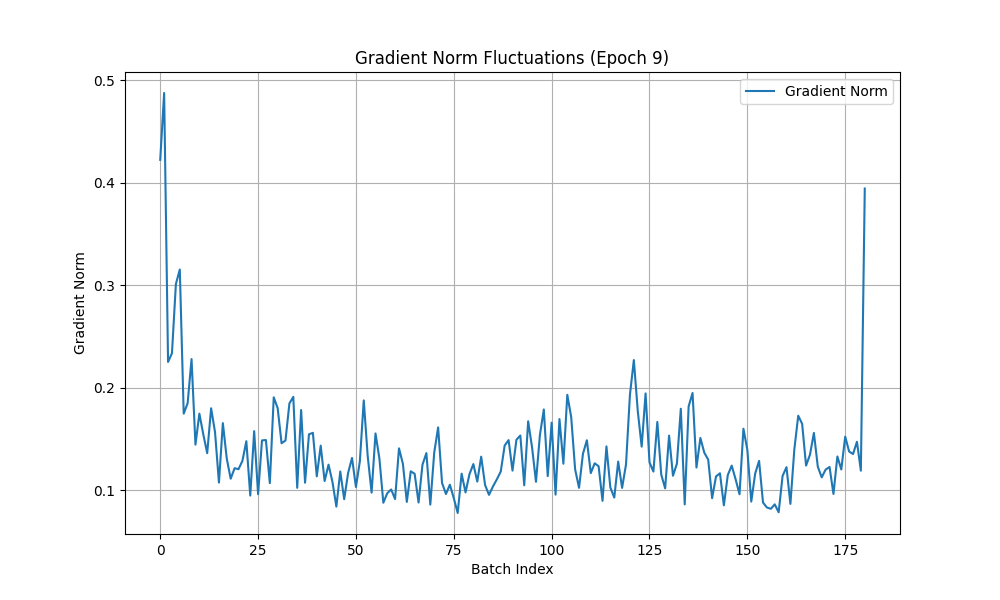 Gradient Norm Fluctuations (Epoch 9)
Gradient Norm
0.5
0.4
0.3
0.2
0.1
Gradient Norm
0 25 50 75 100 125 150 175
Batch Index